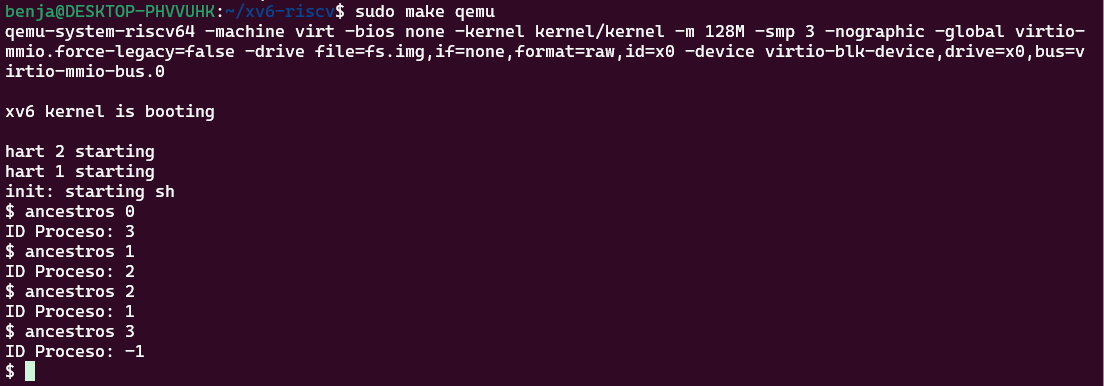 benja@DESKTOP-PHVVUHK:~/xv6-riscv$ sudo make qemu
qemu-system-riscv64 -machine virt -bios none -kernel kernel/kernel -m 128M -smp 3 -nographic -global virtio-
mmio.force-legacy=false -drive file=fs.img,if=none,format=raw,id=x0 -device virtio-blk-device,drive=x0,bus=v
irtio-mmio-bus.0
xv6 kernel is booting
hart 2 starting
hart 1 starting
init: starting sh
$ ancestros 0
ID Proceso: 3
$ ancestros 1
ID Proceso: 2
$ ancestros 2
ID Proceso: 1
$ ancestros 3
ID Proceso: -1
$